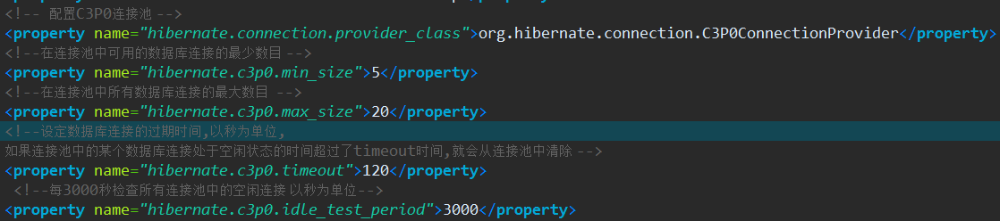 <!-- 配置C3P0连接池 -->
<property name="hibernate.connection.provider_class">org.hibernate.connection.C3P0ConnectionProvider</property>
<!--在连接池中可用的数据库连接的最少数目 -->
<property name="hibernate.c3p0.min_size">5</property>
<!--在连接池中所有数据库连接的最大数目 -->
<property name="hibernate.c3p0.max_size">20</property>
<!--设定数据库连接的过期时间,以秒为单位,
如果连接池中的某个数据库连接处于空闲状态的时间超过了timeout时间,就会从连接池中清除 -->
<property name="hibernate.c3p0.timeout">120</property>
<!--每3000秒检查所有连接池中的空闲连接 以秒为单位-->
<property name="hibernate.c3p0.idle_test_period">3000</property>